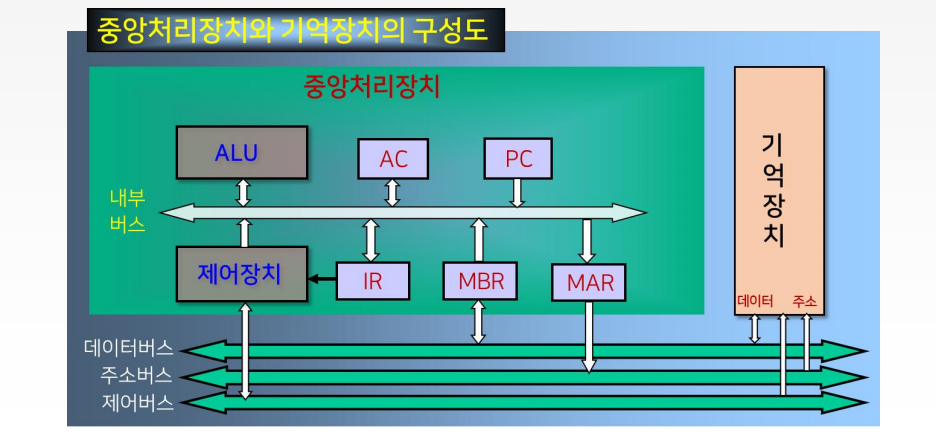 중앙처리장치와 기억장치의 구성도
중앙처리장치
ALU
AC
PC
기
억
장
치
내부
버스
제어장치
IR
MBR
MAR
데이터 주소
데이터버스
주소버스
제어버스